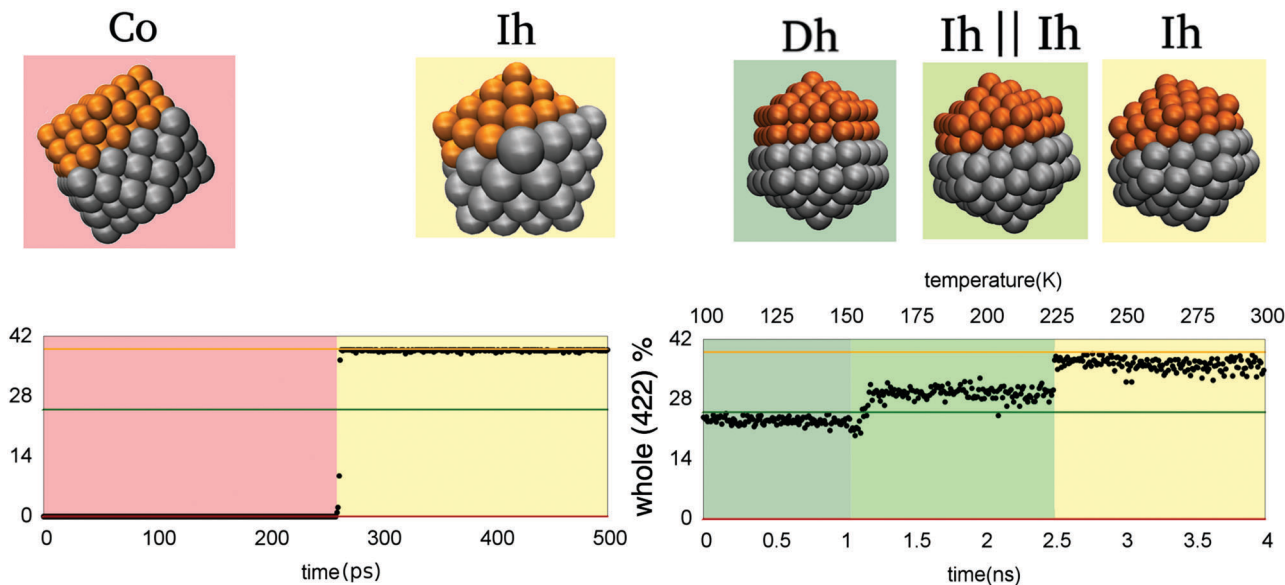 Co
Ih
Dh
Ih || Ih
Ih
42
28
14
0
0
100
200
300
400
500
time(ps)
temperature(K)
100 125 150 175 200 225 250 275 300
whole (422) %
42
28
14
0
0 0.5 1 1.5 2 2.5 3 3.5 4
time(ns)